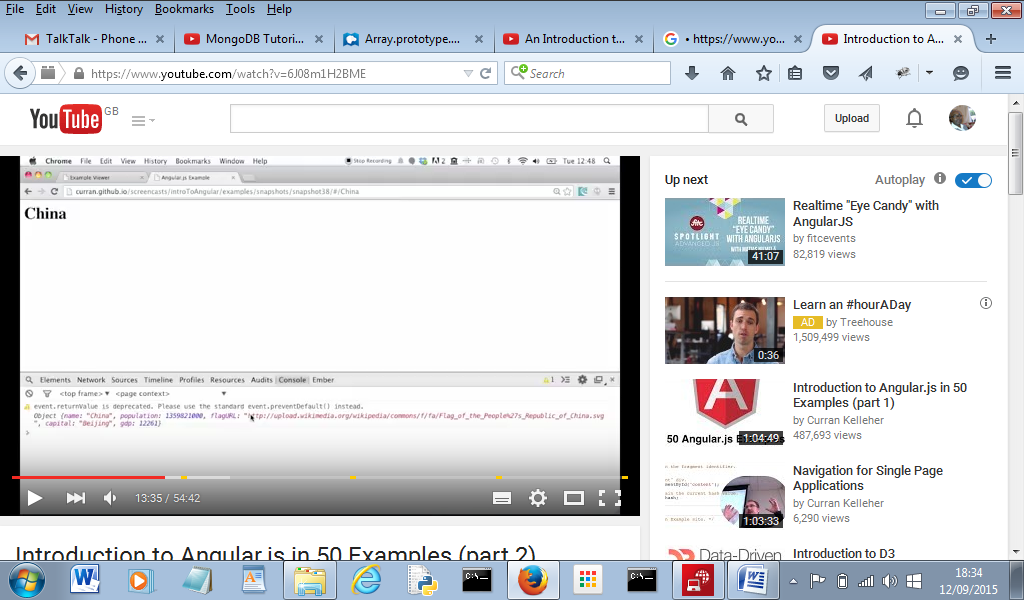 File Edit View History Bookmarks Tools Help
TalkTalk - Phone ... MongoDB Tutori... Array.prototype.... An Introduction t... • https://www.yo... Introduction to A...
https://www.youtube.com/watch?v=6J08m1H2BME
Search
YouTube GB
Upload
Chrome File Edit View History Bookmarks Window Help Stop Recording Tue 12:48
Example Viewer Angular.js Example
curran.github.io/screencasts/introToAngular/examples/snapshots/snapshot38/#/China
China
Elements Network Sources Timeline Profiles Resources Audits Console Ember
1
<top frame> <page context>
event.returnValue is deprecated. Please use the standard event.preventDefault() instead.
Object {name: "China", population: 1359821000, flagURL: "http://upload.wikimedia.org/wikipedia/commons/f/fa/Flag_of_the_People%27s_Republic_of_China.svg
", capital: "Beijing", gdp: 12261}
13:35 / 54:42
Introduction to Angular.js in 50 Examples (part 2)
Up next
Autoplay
fitc
SPOTLIGHT
ADVANCED JS
REALTIME
"EYE CANDY"
WITH ANGULARJS
41:07
Realtime "Eye Candy" with
AngularJS
by fitcevents
82,819 views
0:36
Learn an #hourADay
AD by Treehouse
1,509,499 views
A
50 Angular.js
1:04:49
Introduction to Angular.js in 50
Examples (part 1)
by Curran Kelleher
487,693 views
1:03:33
Navigation for Single Page
Applications
by Curran Kelleher
6,290 views
Data-Driven
Introduction to D3
18:34
12/09/2015